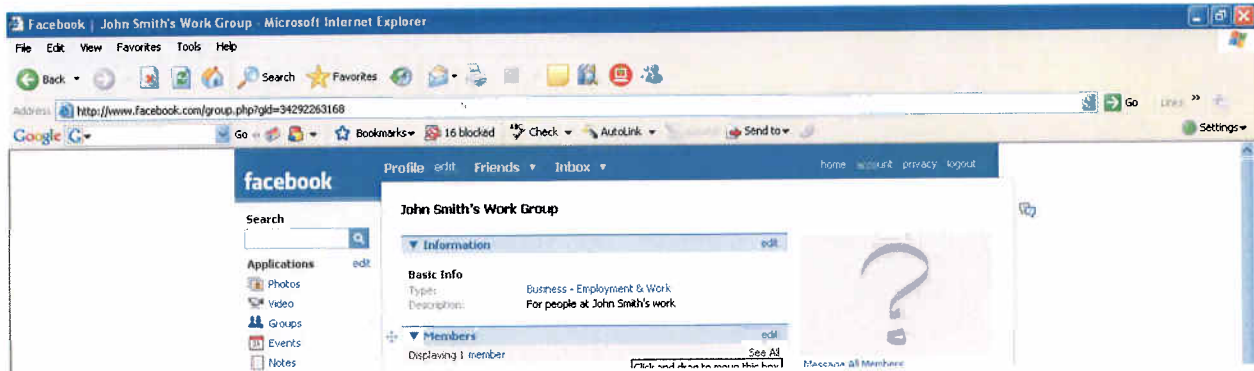 Facebook | John Smith's Work Group - Microsoft Internet Explorer
File Edit View Favorites Tools Help
Back Search Favorites
Address http://www.facebook.com/group.php?gid=34292263168 Go Links »
Google G Go Bookmarks 16 blocked Check AutoLink Send to Settings
facebook
Profile edit Friends Inbox home account privacy logout
Search
Applications edit
Photos
Video
Groups
31 Events
Notes
John Smith's Work Group
Information edit
Basic Info
Type: Business - Employment & Work
Description: For people at John Smith's work
Members edit
Displaying 1 member See All
Click and drag to move this box
?
Message All Members